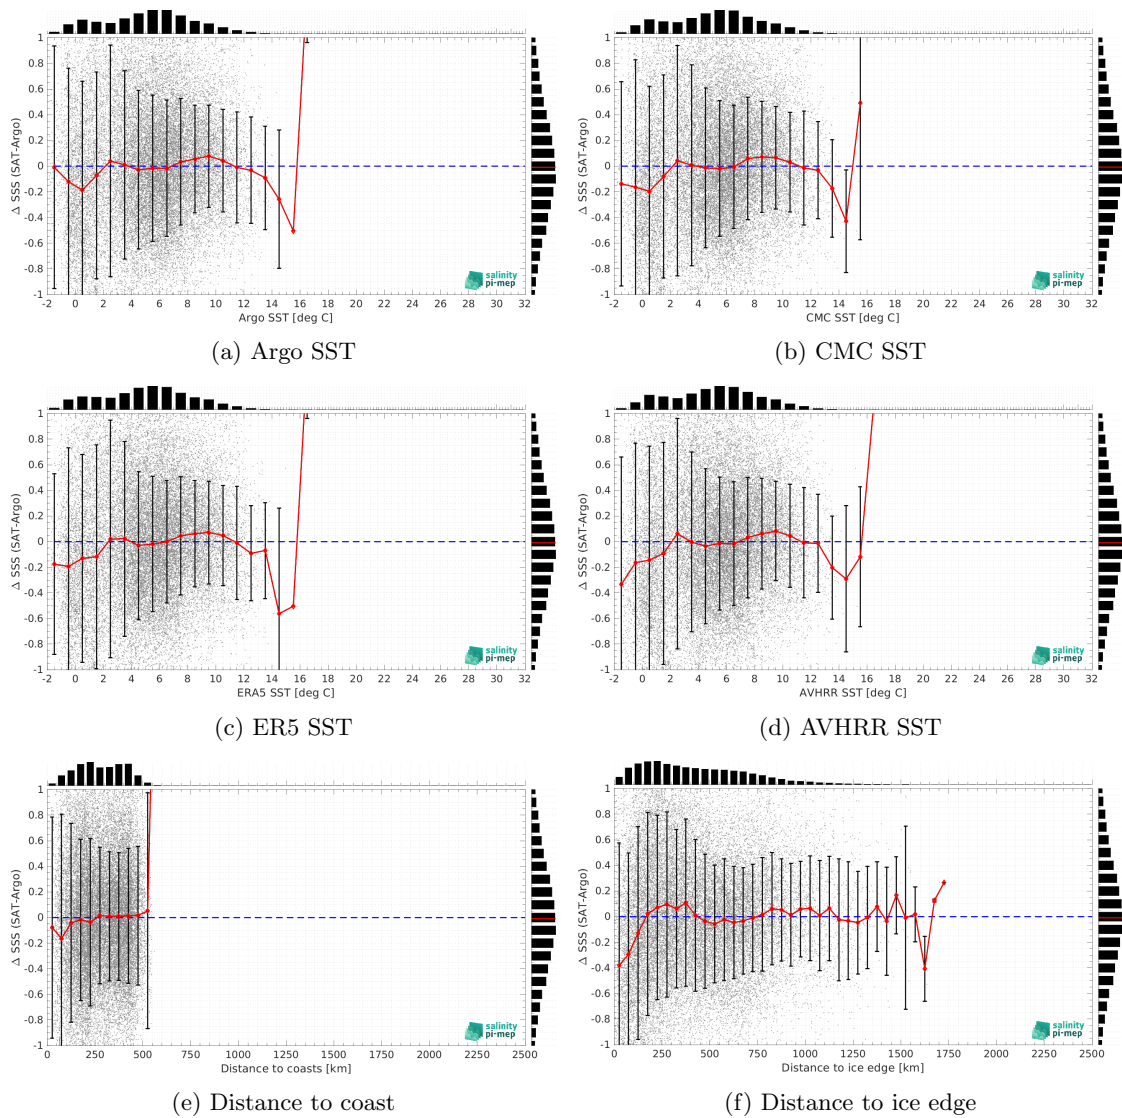 1
0.8
0.6
0.4
0.2
0
-0.2
-0.4
-0.6
-0.8
-1
Δ SSS (SAT-Argo)
-2 0 2 4 6 8 10 12 14 16 18 20 22 24 26 28 30 32
Argo SST [deg C]
salinity
pi-mep
(a) Argo SST
1
0.8
0.6
0.4
0.2
0
-0.2
-0.4
-0.6
-0.8
-1
Δ SSS (SAT-Argo)
-2 0 2 4 6 8 10 12 14 16 18 20 22 24 26 28 30 32
CMC SST [deg C]
salinity
pi-mep
(b) CMC SST
1
0.8
0.6
0.4
0.2
0
-0.2
-0.4
-0.6
-0.8
-1
Δ SSS (SAT-Argo)
-2 0 2 4 6 8 10 12 14 16 18 20 22 24 26 28 30 32
ERA5 SST [deg C]
salinity
pi-mep
(c) ER5 SST
1
0.8
0.6
0.4
0.2
0
-0.2
-0.4
-0.6
-0.8
-1
Δ SSS (SAT-Argo)
-2 0 2 4 6 8 10 12 14 16 18 20 22 24 26 28 30 32
AVHRR SST [deg C]
salinity
pi-mep
(d) AVHRR SST
1
0.8
0.6
0.4
0.2
0
-0.2
-0.4
-0.6
-0.8
-1
Δ SSS (SAT-Argo)
0 250 500 750 1000 1250 1500 1750 2000 2250 2500
Distance to coasts [km]
salinity
pi-mep
(e) Distance to coast
1
0.8
0.6
0.4
0.2
0
-0.2
-0.4
-0.6
-0.8
-1
Δ SSS (SAT-Argo)
0 250 500 750 1000 1250 1500 1750 2000 2250 2500
Distance to ice edge [km]
salinity
pi-mep
(f) Distance to ice edge